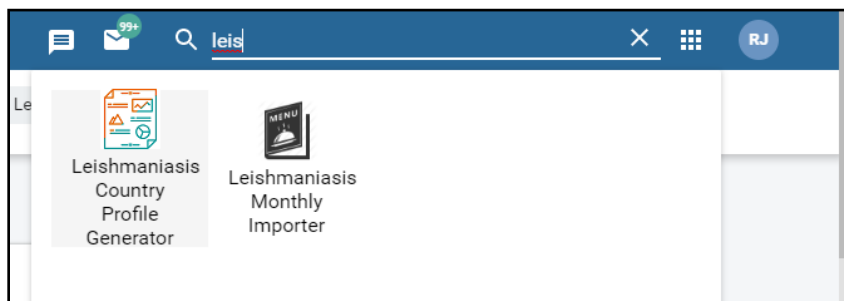 99+
leis
RJ
Le
Leishmaniasis
Country
Profile
Generator
MENU
Leishmaniasis
Monthly
Importer